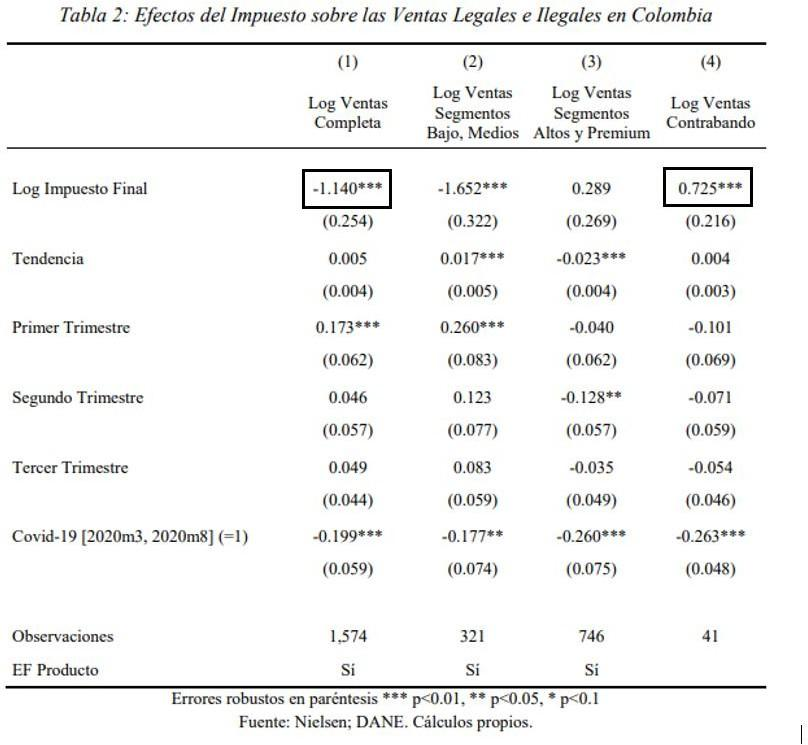 Tabla 2: Efectos del Impuesto sobre las Ventas Legales e Ilegales en Colombia
(1) (2) (3) (4)
Log Ventas Completa Log Ventas Segmentos Bajo, Medios Log Ventas Segmentos Altos y Premium Log Ventas Contrabando
Log Impuesto Final -1.140*** -1.652*** 0.289 0.725***
(0.254) (0.322) (0.269) (0.216)
Tendencia 0.005 0.017*** -0.023*** 0.004
(0.004) (0.005) (0.004) (0.003)
Primer Trimestre 0.173*** 0.260*** -0.040 -0.101
(0.062) (0.083) (0.062) (0.069)
Segundo Trimestre 0.046 0.123 -0.128** -0.071
(0.057) (0.077) (0.057) (0.059)
Tercer Trimestre 0.049 0.083 -0.035 -0.054
(0.044) (0.059) (0.049) (0.046)
Covid-19 [2020m3, 2020m8] (=1) -0.199*** -0.177** -0.260*** -0.263***
(0.059) (0.074) (0.075) (0.048)
Observaciones 1,574 321 746 41
EF Producto Sí Sí Sí
Errores robustos en paréntesis *** p<0.01, ** p<0.05, * p<0.1
Fuente: Nielsen; DANE. Cálculos propios.